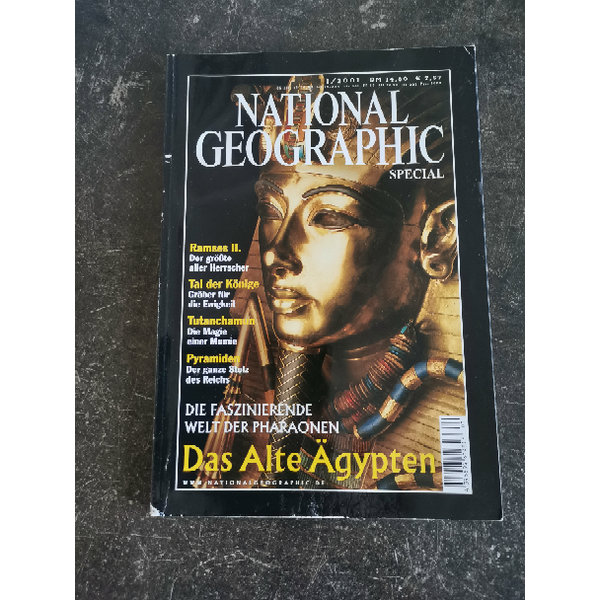 1/2001 DM 14,80 € 7,57
NATIONAL
GEOGRAPHIC
SPECIAL
Ramses II.
Der größte
aller Herrscher
Tal der Könige
Gräber für
die Ewigkeit
Tutanchamun
Die Magie
einer Mumie
Pyramiden
Der ganze Stolz
des Reichs
DIE FASZINIERENDE
WELT DER PHARAONEN
Das Alte Ägypten
WWW.NATIONALGEOGRAPHIC.DE